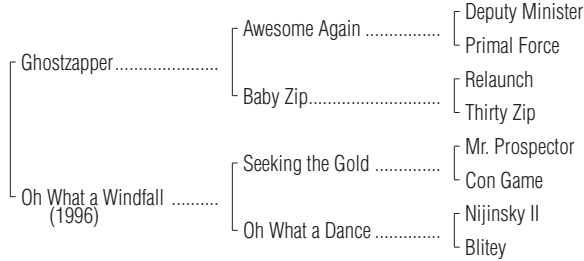 Deputy Minister
Awesome Again ................
Primal Force
Ghostzapper......................
Relaunch
Baby Zip............................
Thirty Zip
Mr. Prospector
Seeking the Gold ..............
Con Game
Oh What a Windfall ..........
(1996)
Nijinsky II
Oh What a Dance ..............
Blitey